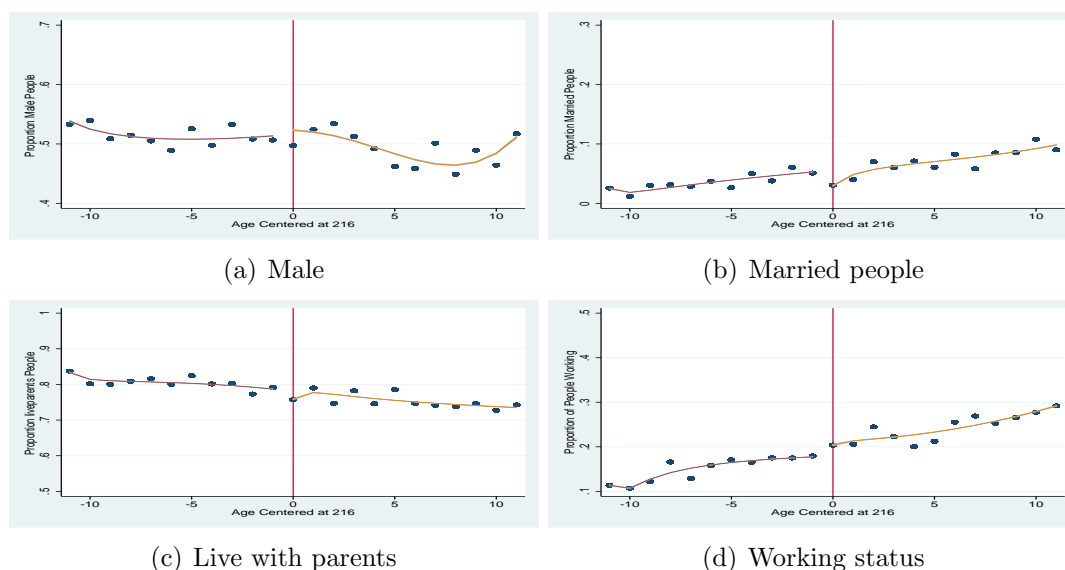 Proportion Male People
.4 .5 .6 .7
-10 -5 0 5 10
Age Centered at 216
(a) Male
Proportion Married People
0 .1 .2 .3
-10 -5 0 5 10
Age Centered at 216
(b) Married people
Proportion liveparents People
.5 .6 .7 .8 .9 1
-10 -5 0 5 10
Age Centered at 216
(c) Live with parents
Proportion of People Working
.1 .2 .3 .4 .5
-10 -5 0 5 10
Age Centered at 216
(d) Working status